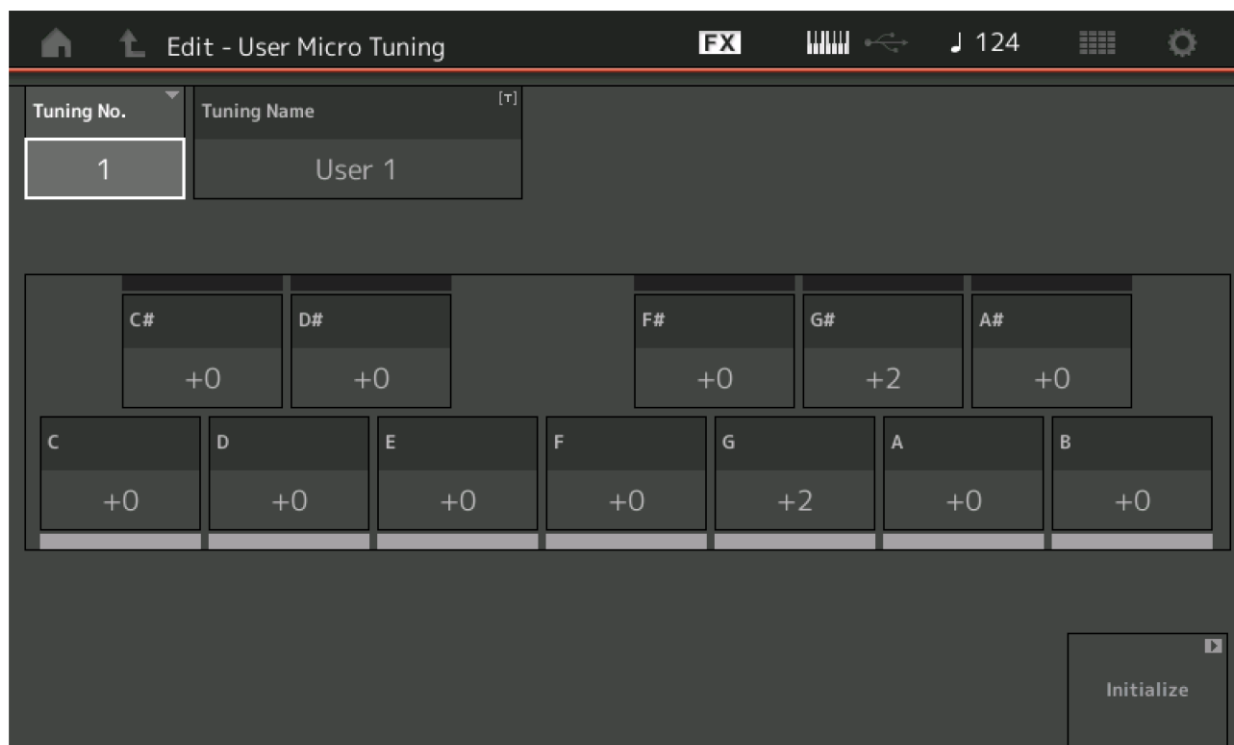 Edit - User Micro Tuning FX ♩ 124
Tuning No. Tuning Name [T]
1 User 1
C# D# F# G# A#
+0 +0 +0 +2 +0
C D E F G A B
+0 +0 +0 +0 +2 +0 +0
Initialize